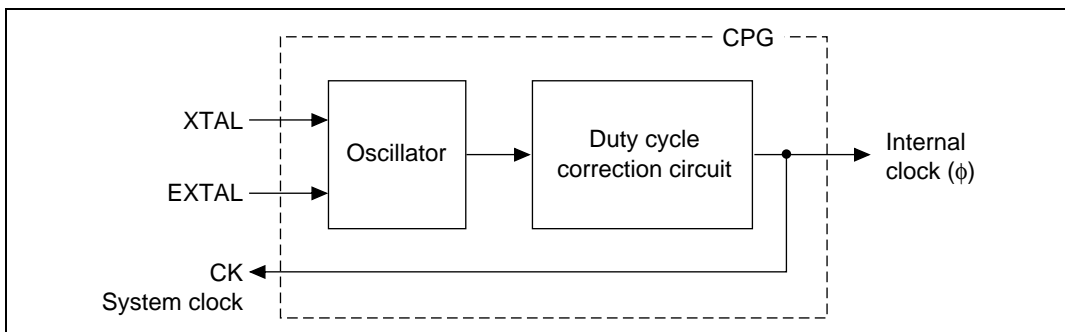 CPG
XTAL
EXTAL
Oscillator
Duty cycle
correction circuit
Internal
clock (ϕ)
CK
System clock